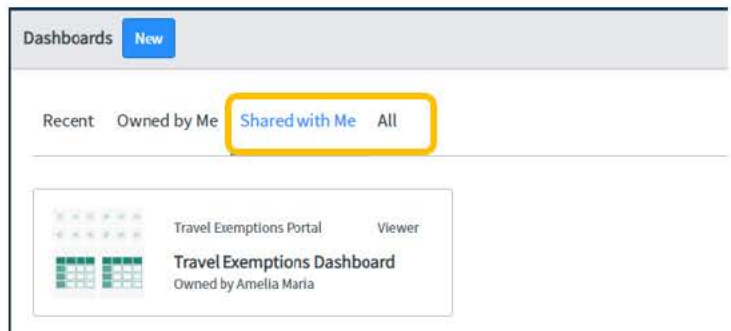 Dashboards New
Recent Owned by Me Shared with Me All
Travel Exemptions Portal Viewer
Travel Exemptions Dashboard
Owned by Amelia Maria